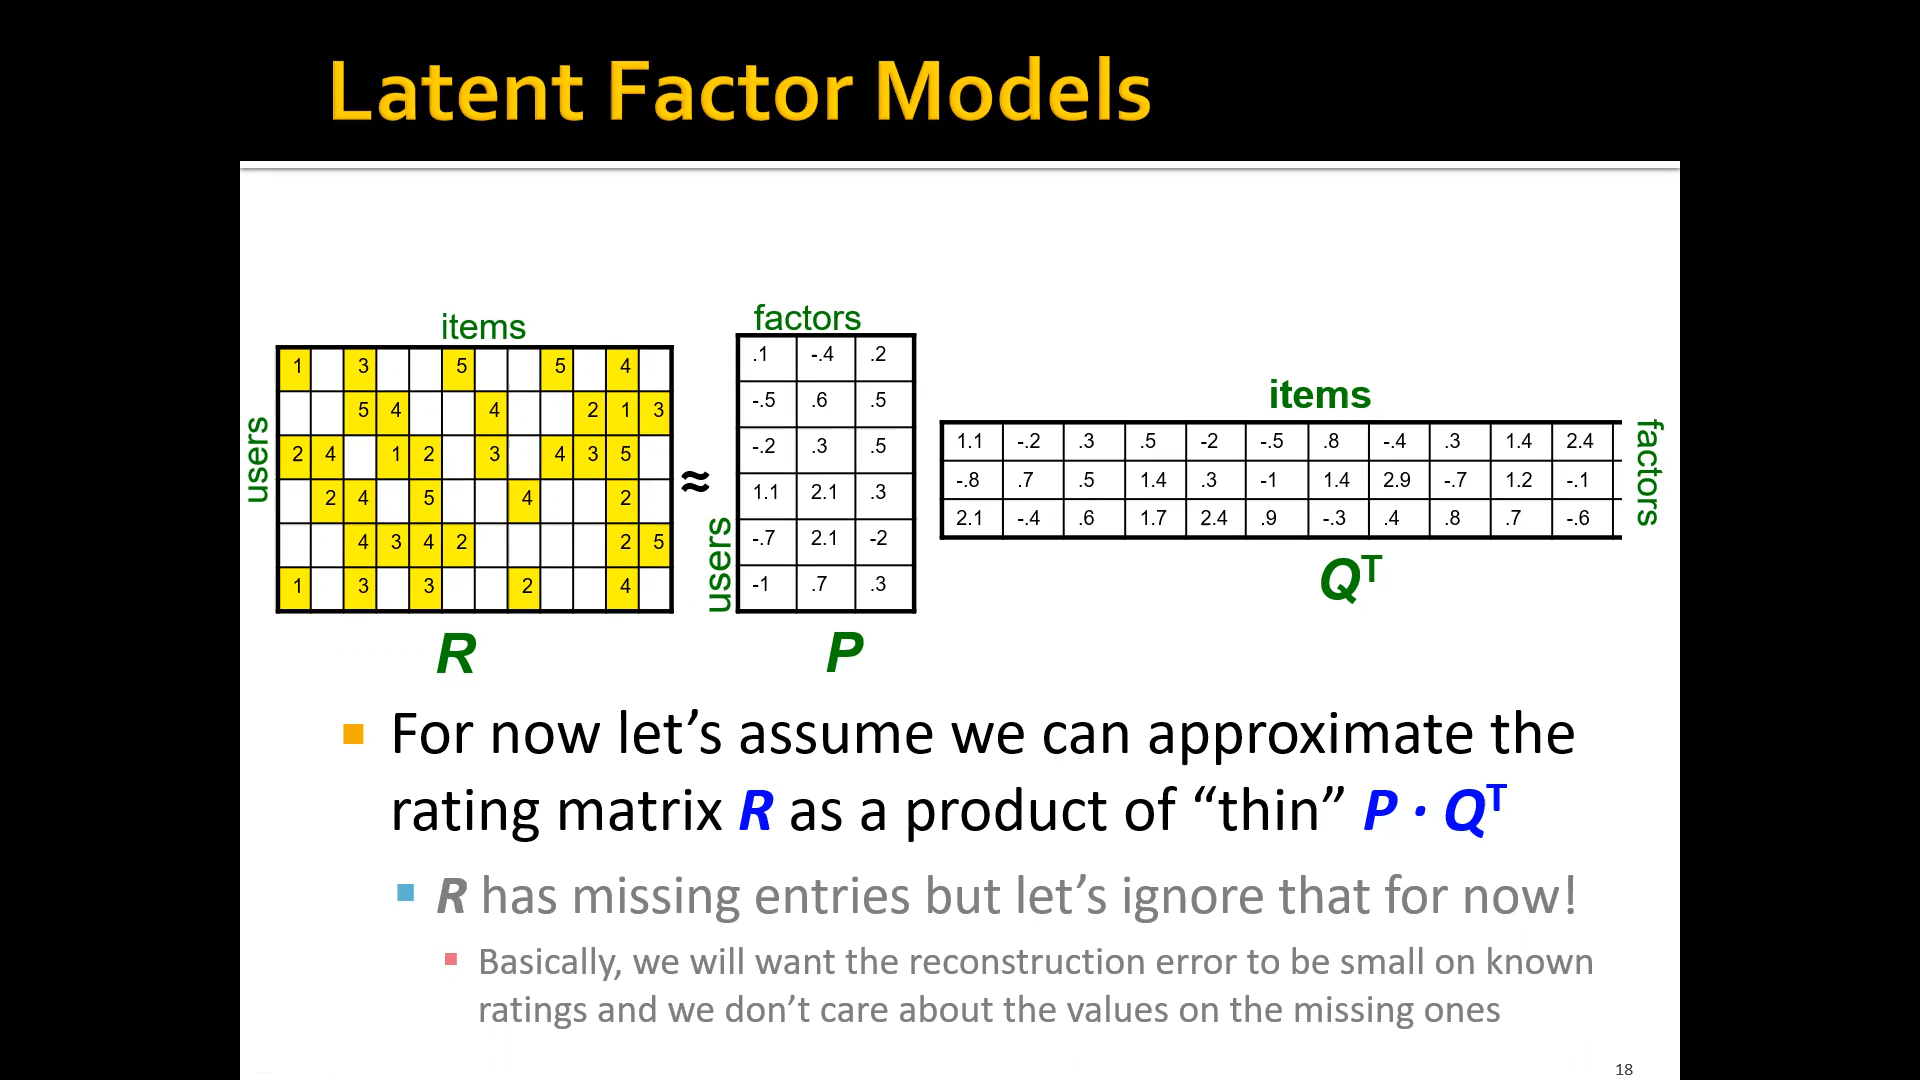 Latent Factor Models
items
users
1 3 5 5 4
5 4 4 2 1 3
2 4 1 2 3 4 3 5
2 4 5 4 2
4 3 4 2 2 5
1 3 3 2 4
R
≈
factors
users
.1 -.4 .2
-.5 .6 .5
-.2 .3 .5
1.1 2.1 .3
-.7 2.1 -2
-1 .7 .3
P
items
factors
1.1 -.2 .3 .5 -2 -.5 .8 -.4 .3 1.4 2.4
-.8 .7 .5 1.4 .3 -1 1.4 2.9 -.7 1.2 -.1
2.1 -.4 .6 1.7 2.4 .9 -.3 .4 .8 .7 -.6
Qᵀ
For now let’s assume we can approximate the
rating matrix R as a product of “thin” P · Qᵀ
R has missing entries but let’s ignore that for now!
Basically, we will want the reconstruction error to be small on known
ratings and we don’t care about the values on the missing ones
18